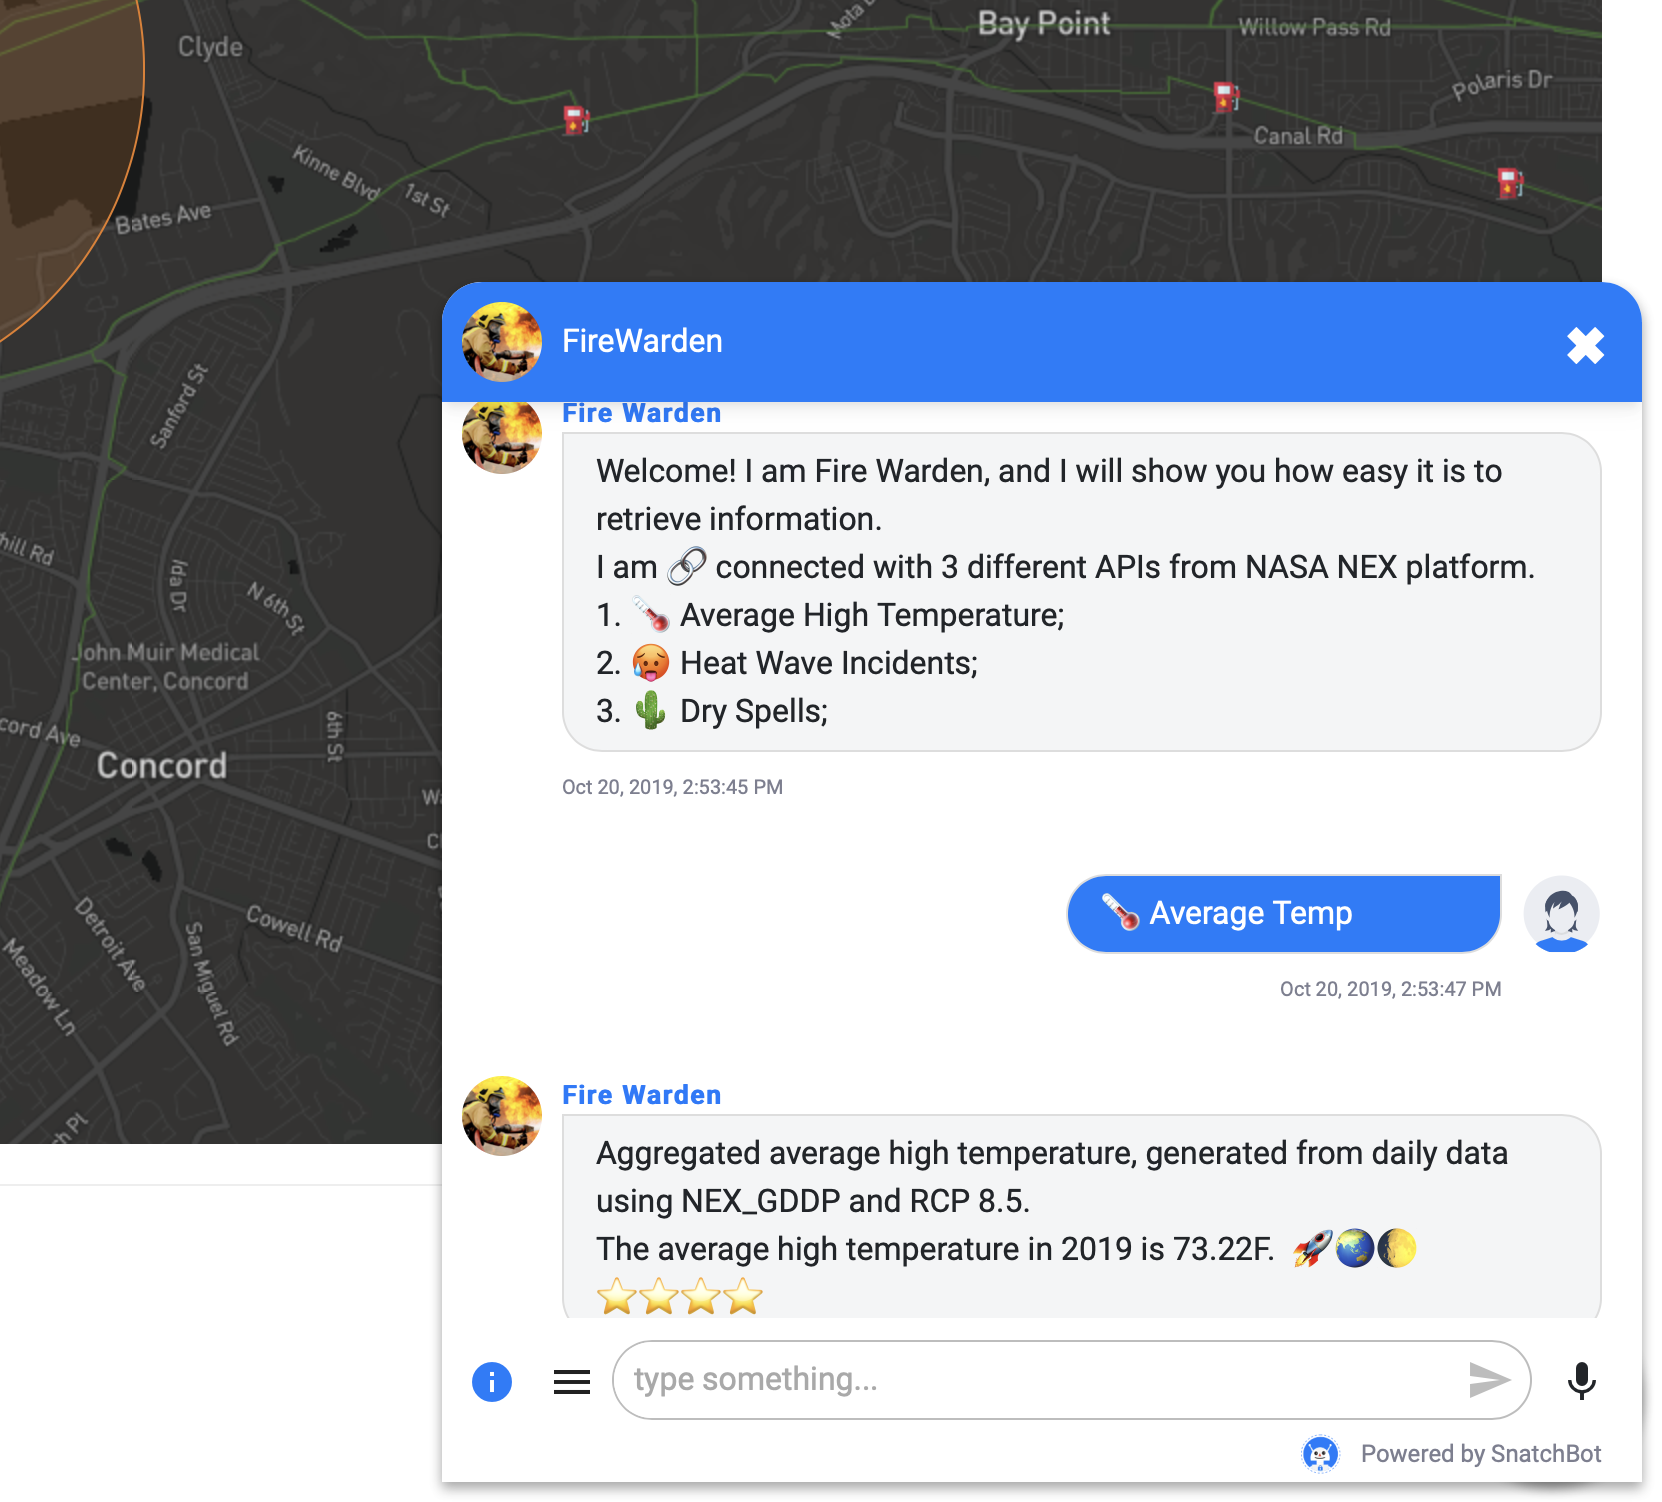 Bay Point
Willow Pass Rd
Clyde
Polaris Dr
Canal Rd
Kinne Blvd
1st St
Bates Ave
Sanford St
Ida Dr
N 6th St
John Muir Medical
Center, Concord
6th St
Concord
Cowell Rd
Detroit Ave
San Miguel Rd
Meadow Ln
FireWarden
Fire Warden
Welcome! I am Fire Warden, and I will show you how easy it is to
retrieve information.
I am 🔗 connected with 3 different APIs from NASA NEX platform.
1. 🌡️ Average High Temperature;
2. 🥵 Heat Wave Incidents;
3. 🌵 Dry Spells;
Oct 20, 2019, 2:53:45 PM
🌡️ Average Temp
Oct 20, 2019, 2:53:47 PM
Fire Warden
Aggregated average high temperature, generated from daily data
using NEX_GDDP and RCP 8.5.
The average high temperature in 2019 is 73.22F. 🚀🌏🌔
⭐⭐⭐⭐
type something...
Powered by SnatchBot